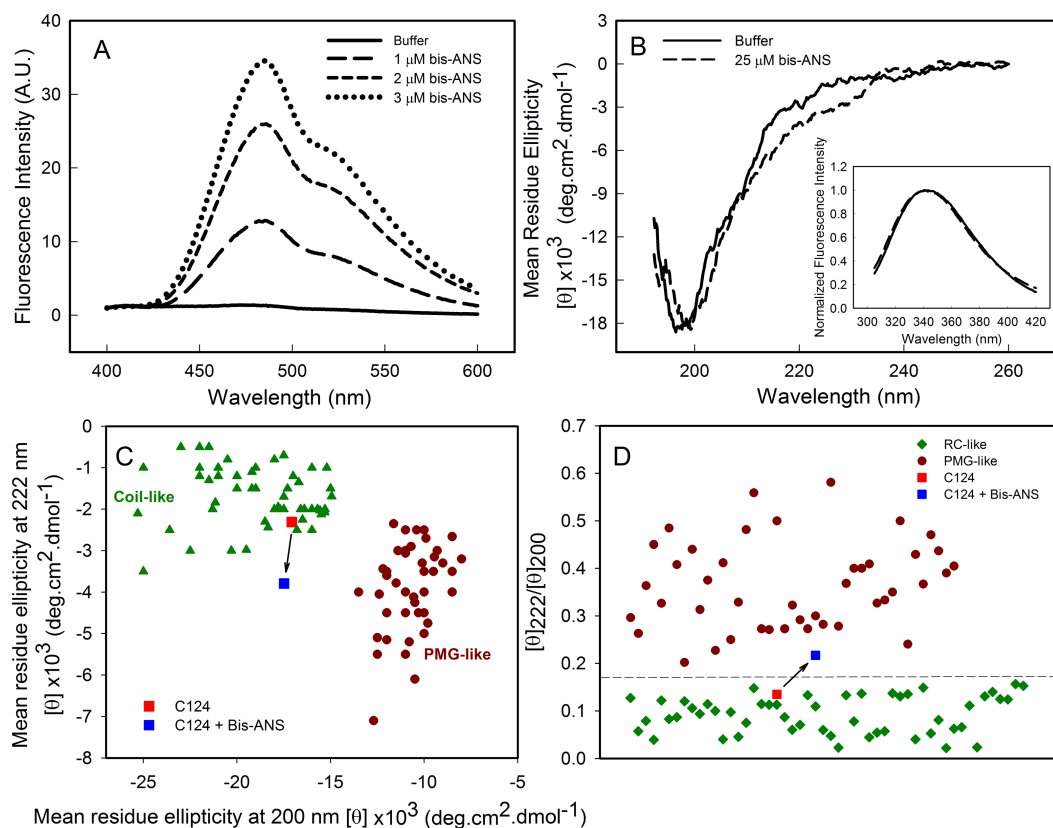 A
Buffer
1 µM bis-ANS
2 µM bis-ANS
3 µM bis-ANS
Fluorescence Intensity (A.U.)
40
30
20
10
0
400 450 500 550 600
Wavelength (nm)
B
Buffer
25 µM bis-ANS
Mean Residue Ellipticity
[θ] x10³ (deg.cm².dmol⁻¹)
0
-3
-6
-9
-12
-15
-18
200 220 240 260
Wavelength (nm)
Normalized Fluorescence Intensity
1.2
1.0
0.8
0.6
0.4
0.2
0.0
300 320 340 360 380 400 420
Wavelength (nm)
C
Coil-like
PMG-like
C124
C124 + Bis-ANS
Mean residue ellipticity at 222 nm
[θ] x10³ (deg.cm².dmol⁻¹)
-0
-1
-2
-3
-4
-5
-6
-7
-8
-25 -20 -15 -10 -5
Mean residue ellipticity at 200 nm [θ] x10³ (deg.cm².dmol⁻¹)
D
RC-like
PMG-like
C124
C124 + Bis-ANS
[θ]222/[θ]200
0.7
0.6
0.5
0.4
0.3
0.2
0.1
0.0